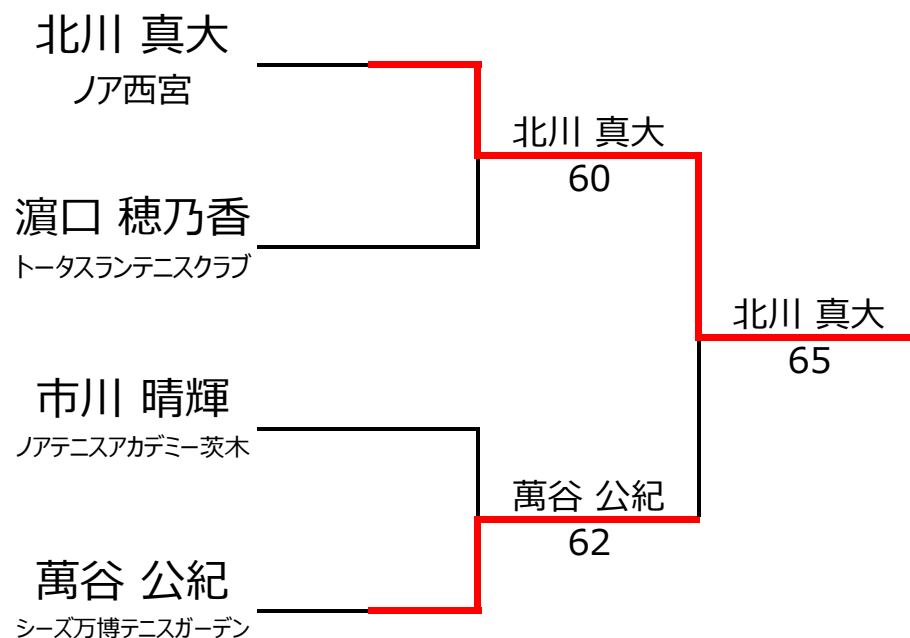 北川 真大
ノア西宮
北川 真大
60
濵口 穂乃香
トータスランテニスクラブ
北川 真大
65
市川 晴輝
ノアテニスアカデミー茨木
萬谷 公紀
62
萬谷 公紀
シーズ万博テニスガーデン